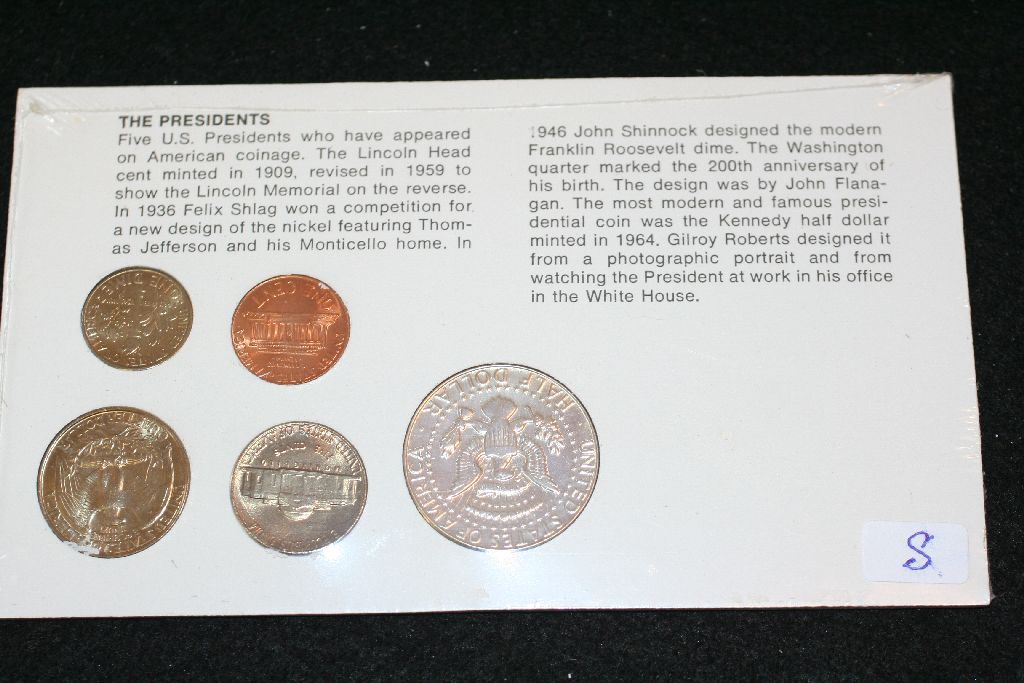 THE PRESIDENTS
Five U.S. Presidents who have appeared
on American coinage. The Lincoln Head
cent minted in 1909, revised in 1959 to
show the Lincoln Memorial on the reverse.
In 1936 Felix Shlag won a competition for
a new design of the nickel featuring Thom-
as Jefferson and his Monticello home. In
1946 John Shinnock designed the modern
Franklin Roosevelt dime. The Washington
quarter marked the 200th anniversary of
his birth. The design was by John Flana-
gan. The most modern and famous presi-
dential coin was the Kennedy half dollar
minted in 1964. Gilroy Roberts designed it
from a photographic portrait and from
watching the President at work in his office
in the White House.
ONE DIME
ONE CENT
UNITED STATES OF AMERICA
HALF DOLLAR
S